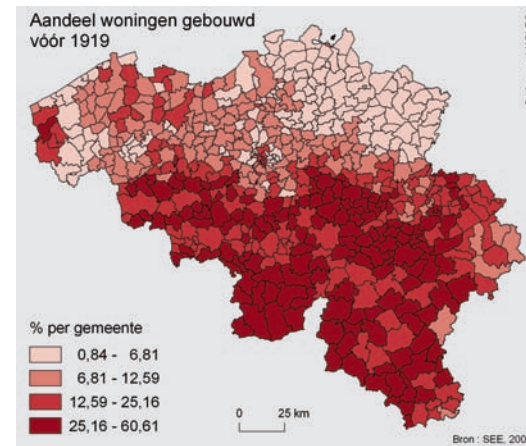 Aandeel woningen gebouwd
vóór 1919
% per gemeente
0,84 - 6,81
6,81 - 12,59
12,59 - 25,16
25,16 - 60,61
0 25 km
Bron : SEE, 200